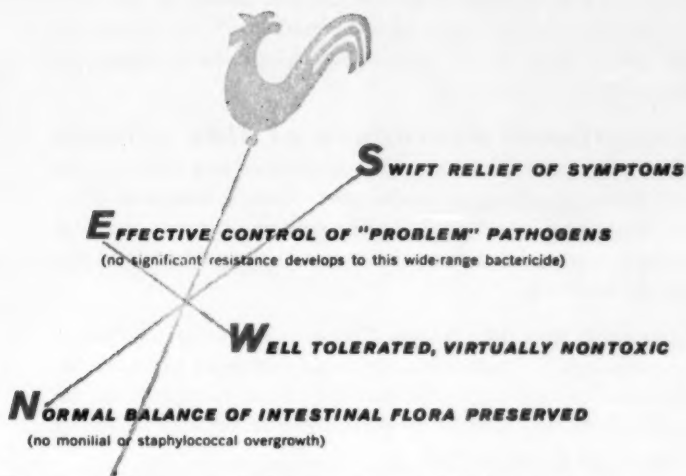 SWIFT RELIEF OF SYMPTOMS
EFFECTIVE CONTROL OF "PROBLEM" PATHOGENS
(no significant resistance develops to this wide-range bactericide)
WELL TOLERATED, VIRTUALLY NONTOXIC
NORMAL BALANCE OF INTESTINAL FLORA PRESERVED
(no monilial or staphylococcal overgrowth)